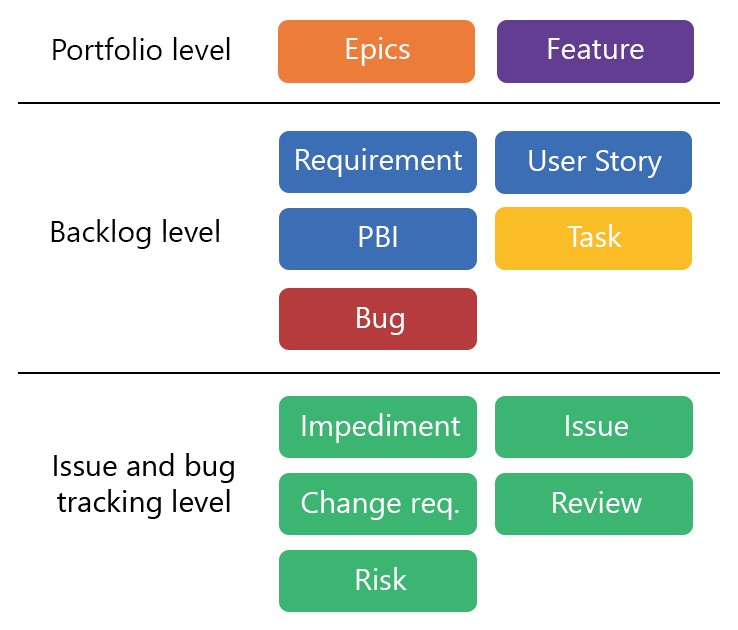 Portfolio level
Epics
Feature
Backlog level
Requirement
User Story
PBI
Task
Bug
Issue and bug
tracking level
Impediment
Issue
Change req.
Review
Risk